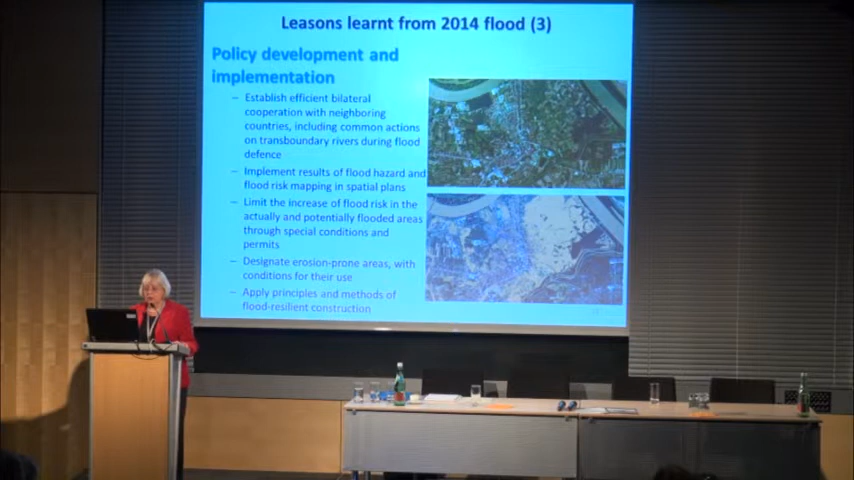 Leasons learnt from 2014 flood (3)
Policy development and
implementation
– Establish efficient bilateral
cooperation with neighboring
countries, including common actions
on transboundary rivers during flood
defence
– Implement results of flood hazard and
flood risk mapping in spatial plans
– Limit the increase of flood risk in the
actually and potentially flooded areas
through special conditions and
permits
– Designate erosion-prone areas, with
conditions for their use
– Apply principles and methods of
flood-resilient construction